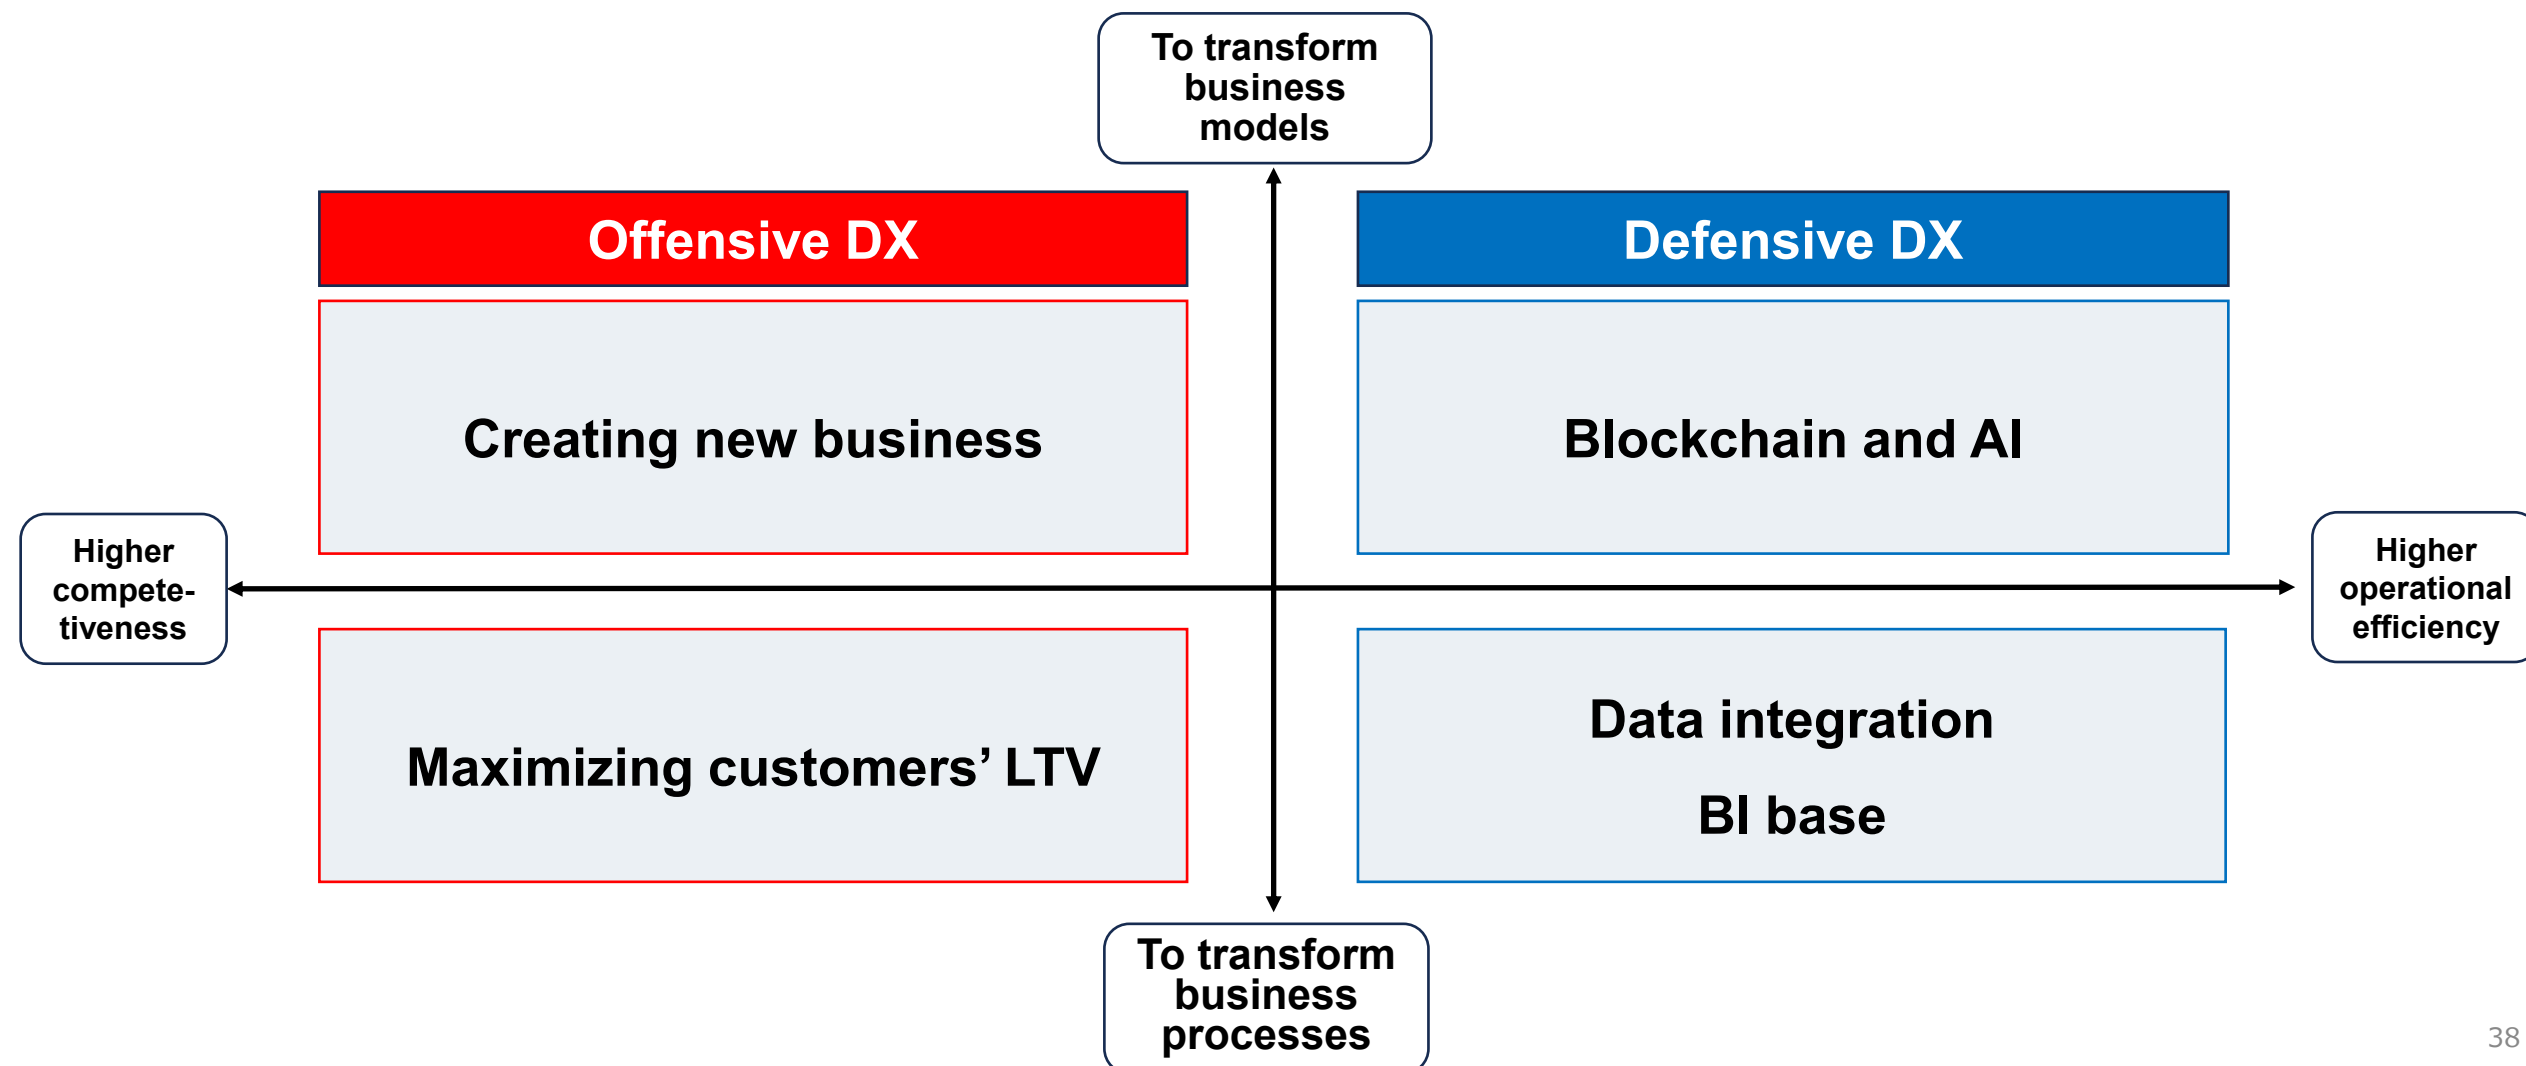 To transform
business
models
Offensive DX
Defensive DX
Creating new business
Blockchain and AI
Higher
compete-
tiveness
Higher
operational
efficiency
Maximizing customers’ LTV
Data integration
BI base
To transform
business
processes
38